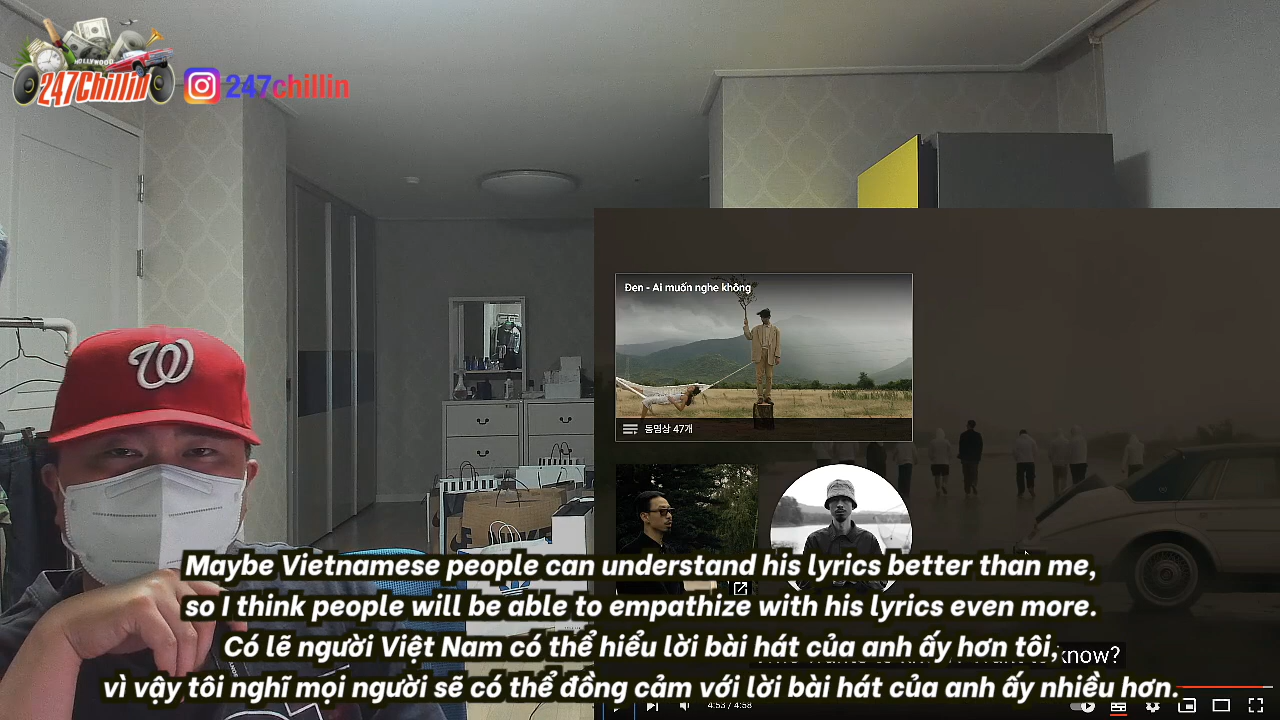 HOLLYWOOD
247Chillin
247chillin
Đen - Ai muốn nghe không
동영상 47개
Maybe Vietnamese people can understand his lyrics better than me,
so I think people will be able to empathize with his lyrics even more.
Có lẽ người Việt Nam có thể hiểu lời bài hát của anh ấy hơn tôi,
know?
vì vậy tôi nghĩ mọi người sẽ có thể đồng cảm với lời bài hát của anh ấy nhiều hơn.
4:53 / 4:58